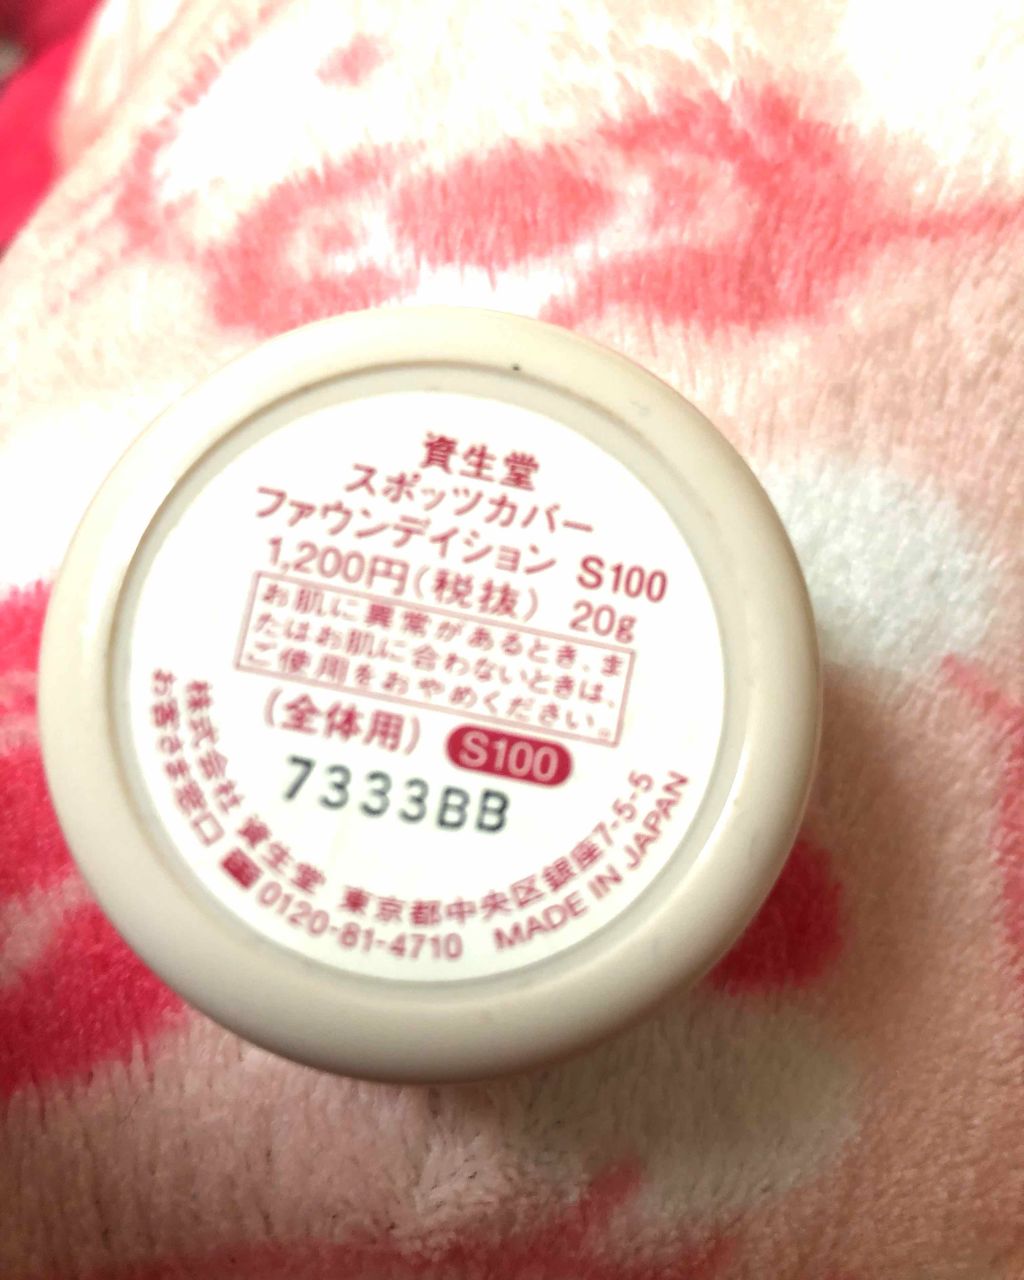 資生堂
スポッツカバー
ファウンデイション S100
1,200円(税抜) 20g
お肌に異常があるとき、ま
たはお肌に合わないときは、
ご使用をおやめください。
(全体用) S100
7333BB
株式会社 資生堂 東京都中央区銀座7-5-5
お客さま窓口 0120-81-4710 MADE IN JAPAN